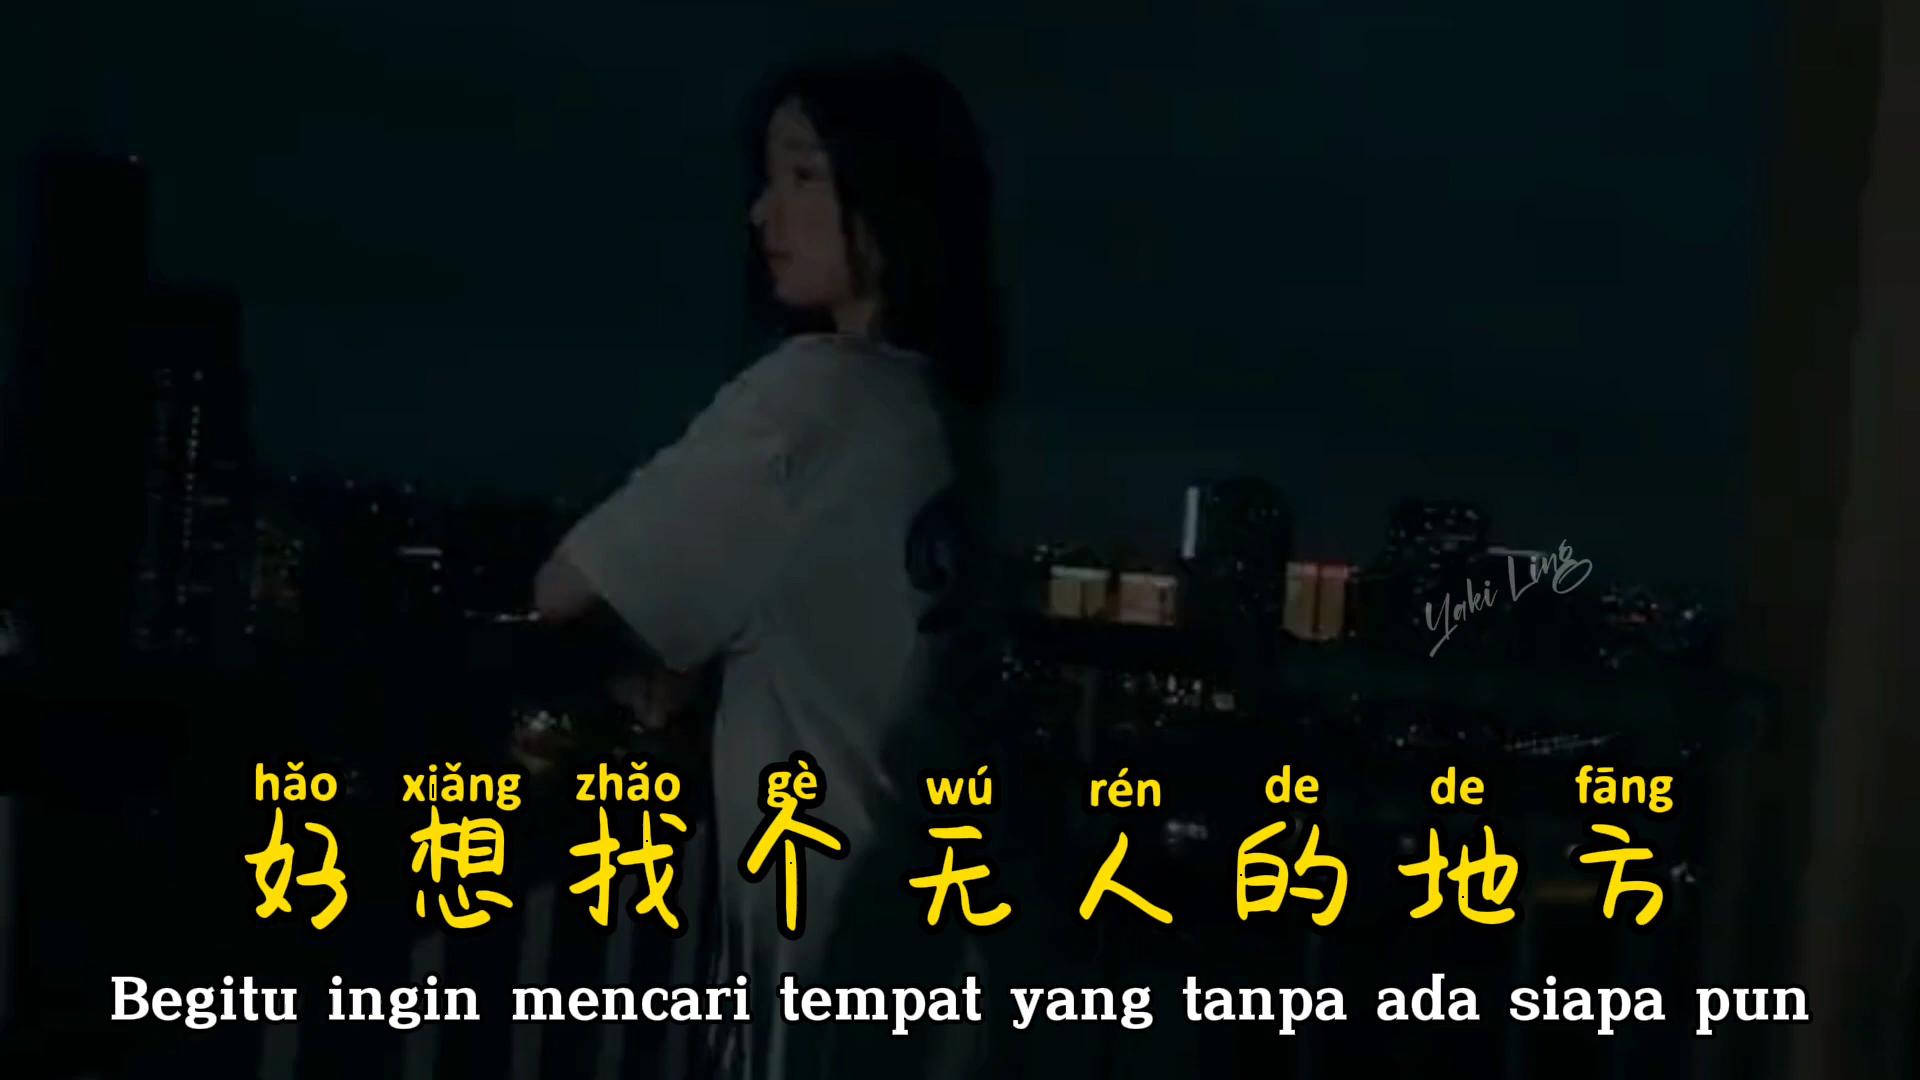 Yaki Ling
hǎo xiǎng zhǎo gè wú rén de de fāng
好想找个无人的地方
Begitu ingin mencari tempat yang tanpa ada siapa pun